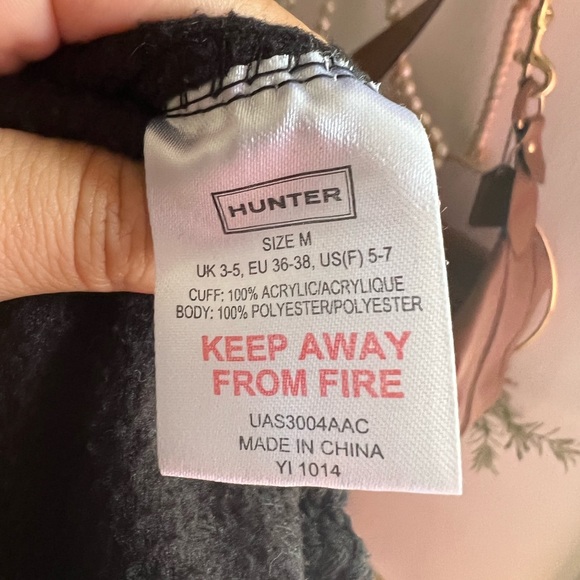 HUNTER
SIZE M
UK 3-5, EU 36-38, US(F) 5-7
CUFF: 100% ACRYLIC/ACRYLIQUE
BODY: 100% POLYESTER/POLYESTER
KEEP AWAY
FROM FIRE
UAS3004AAC
MADE IN CHINA
YI 1014